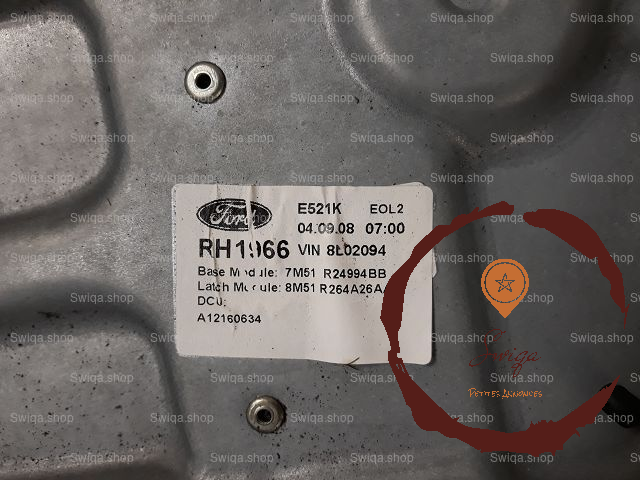 Ford E521K EOL2
04.09.08 07:00
RH1966 VIN 8L02094
Base Module: 7M51 R24994BB
Latch Module: 8M51 R264A26A
DCU:
A12160634
Swiqa
PETITES ANNONCES
Swiqa.shop